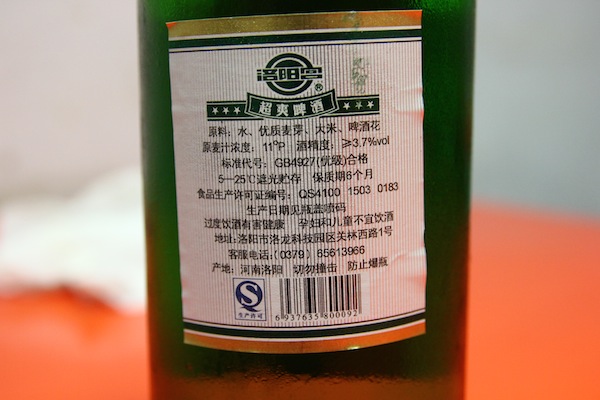 洛阳宫
®
超爽啤酒
原料：水、优质麦芽、大米、啤酒花
原麦汁浓度： 11°P 酒精度：≥3.7%vol
标准代号：GB4927(优级)合格
5—25℃遮光贮存 保质期6个月
食品生产许可证编号：QS4100 1503 0183
生产日期见瓶盖喷码
过度饮酒有害健康 孕妇和儿童不宜饮酒
地址：洛阳市洛龙科技园区关林西路1号
客服电话：(0379) 65613966
产地：河南洛阳 切勿撞击 防止爆瓶
生产许可
6 937635 800092